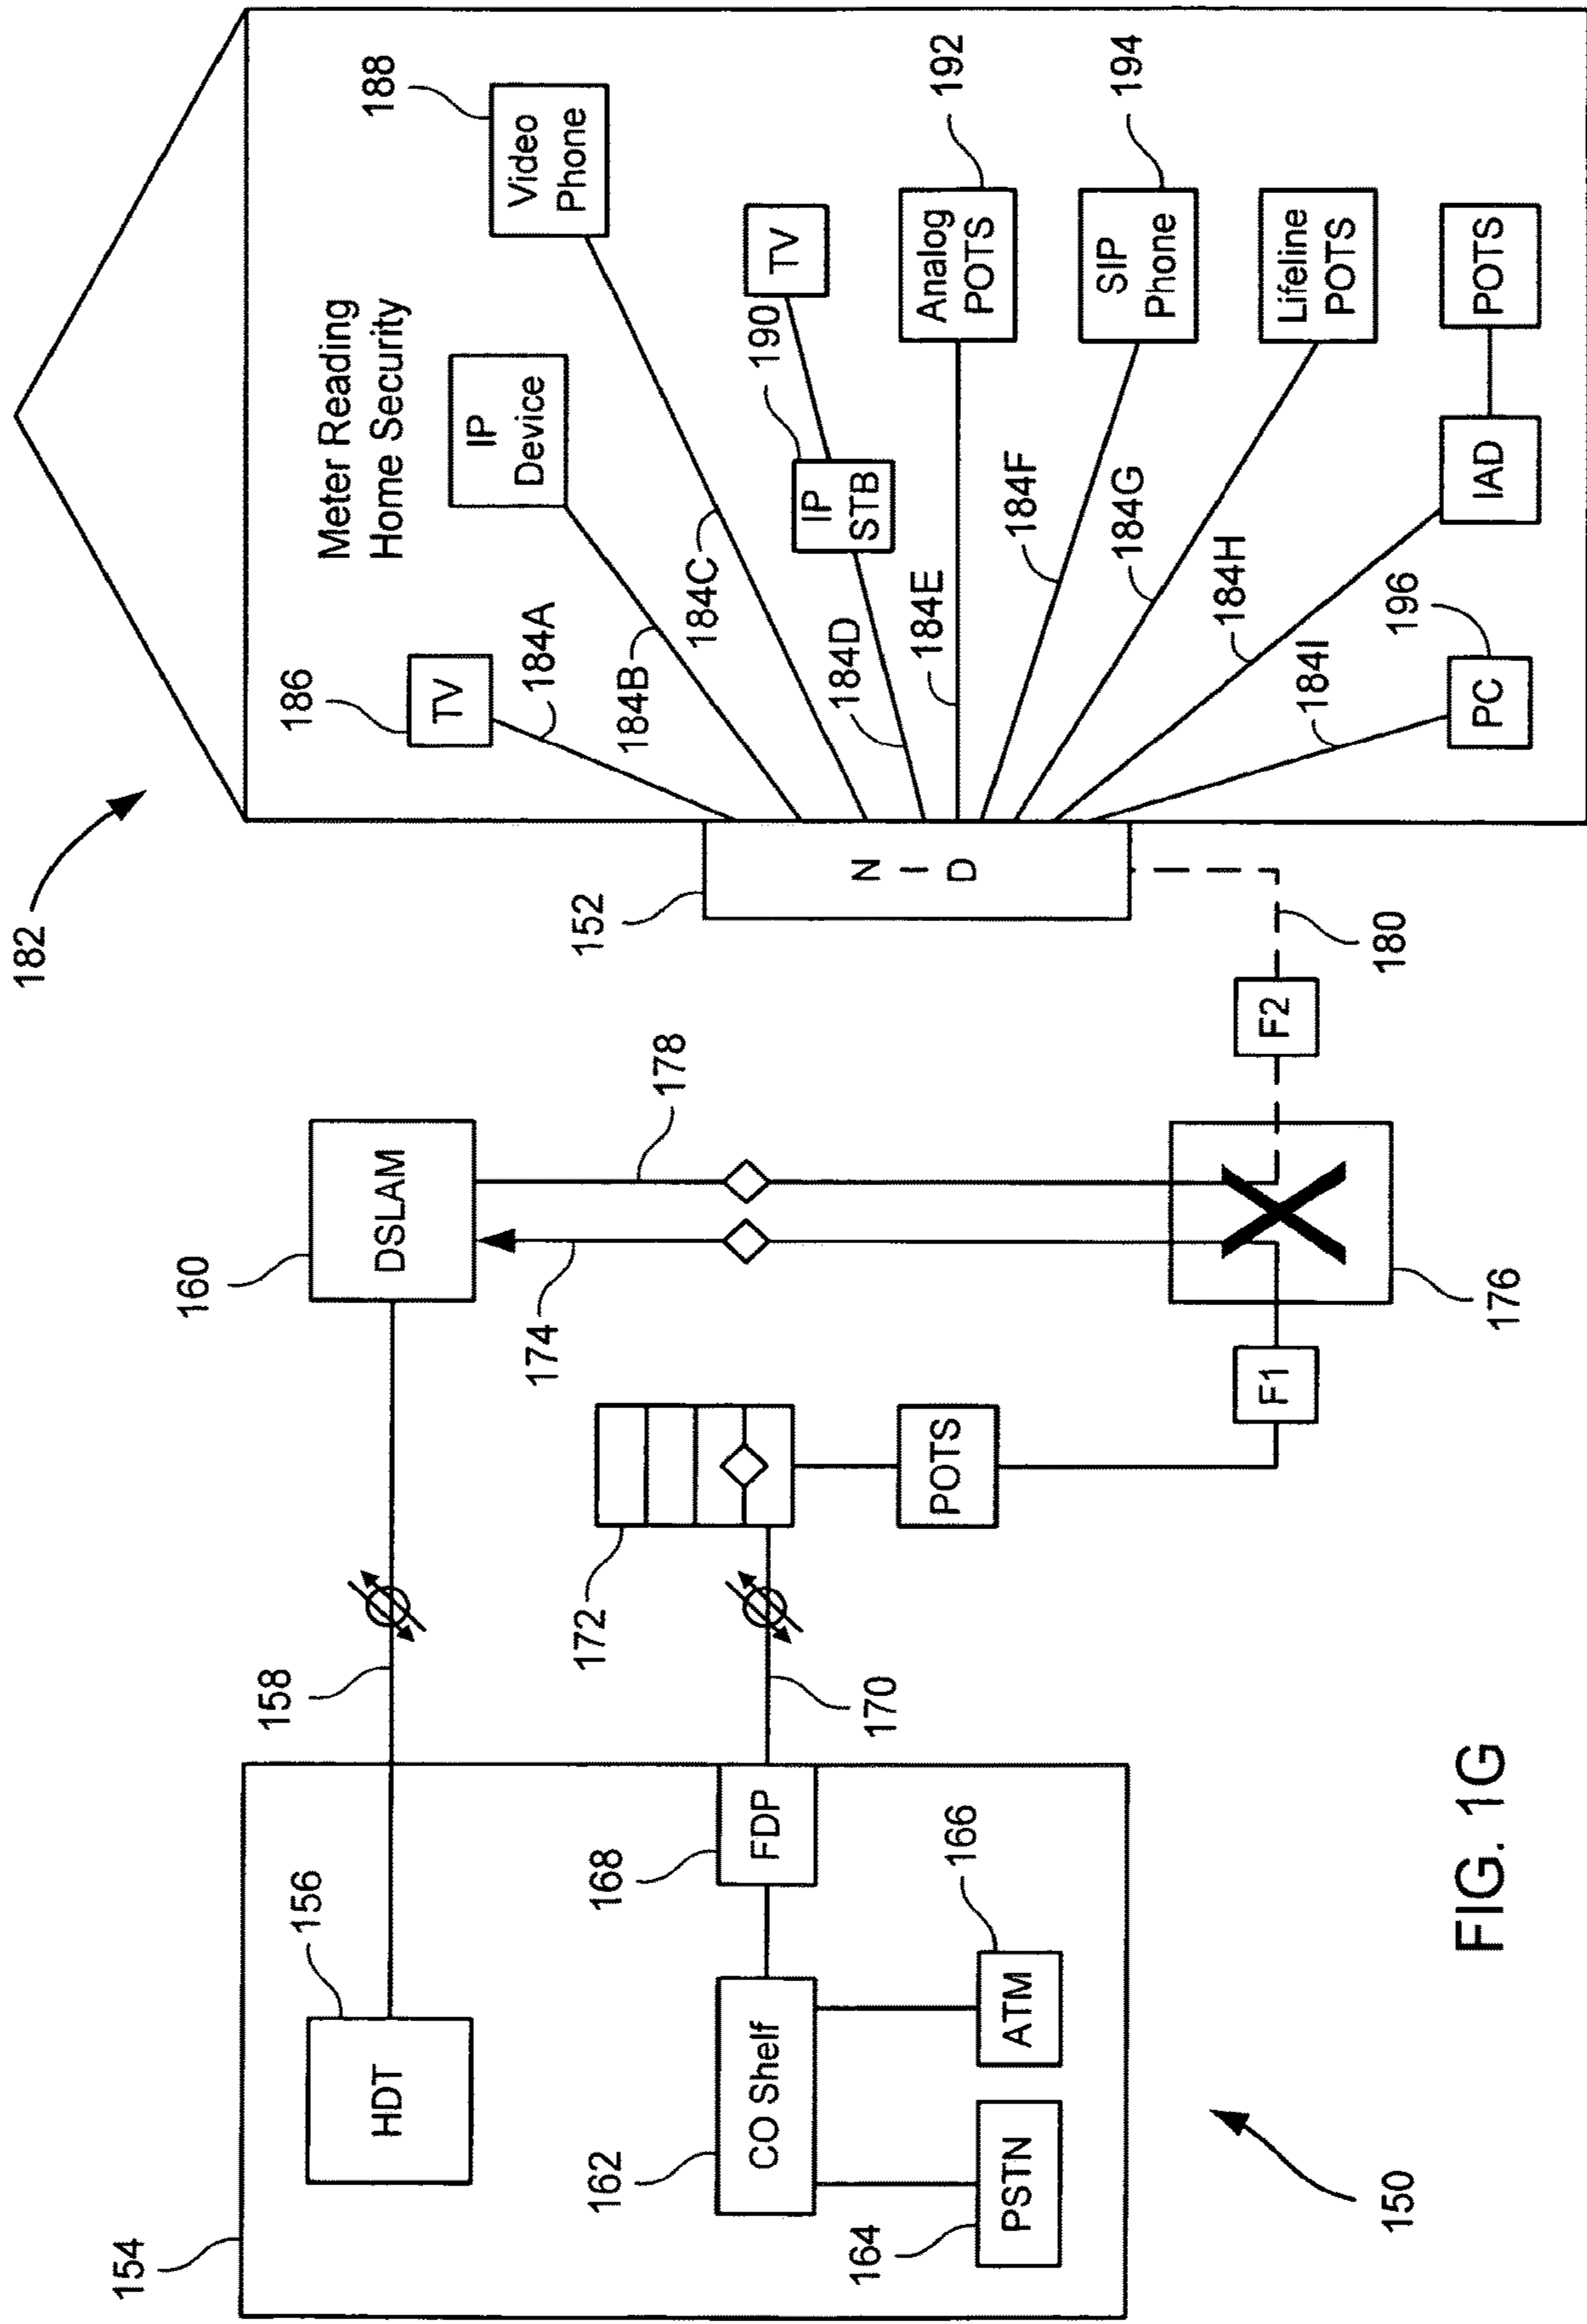 182
188
Video
Phone
Meter Reading
Home Security
IP
Device
186
TV
184A
184B
184C
TV
190
IP
STB
184D
192
Analog
POTS
184E
194
SIP
Phone
184F
Lifeline
POTS
184G
POTS
IAD
184H
196
PC
184I
152
N
I
D
180
F2
160
DSLAM
178
174
176
F1
172
POTS
158
170
154
156
HDT
168
FDP
162
CO Shelf
166
ATM
164
PSTN
150
FIG. 1G